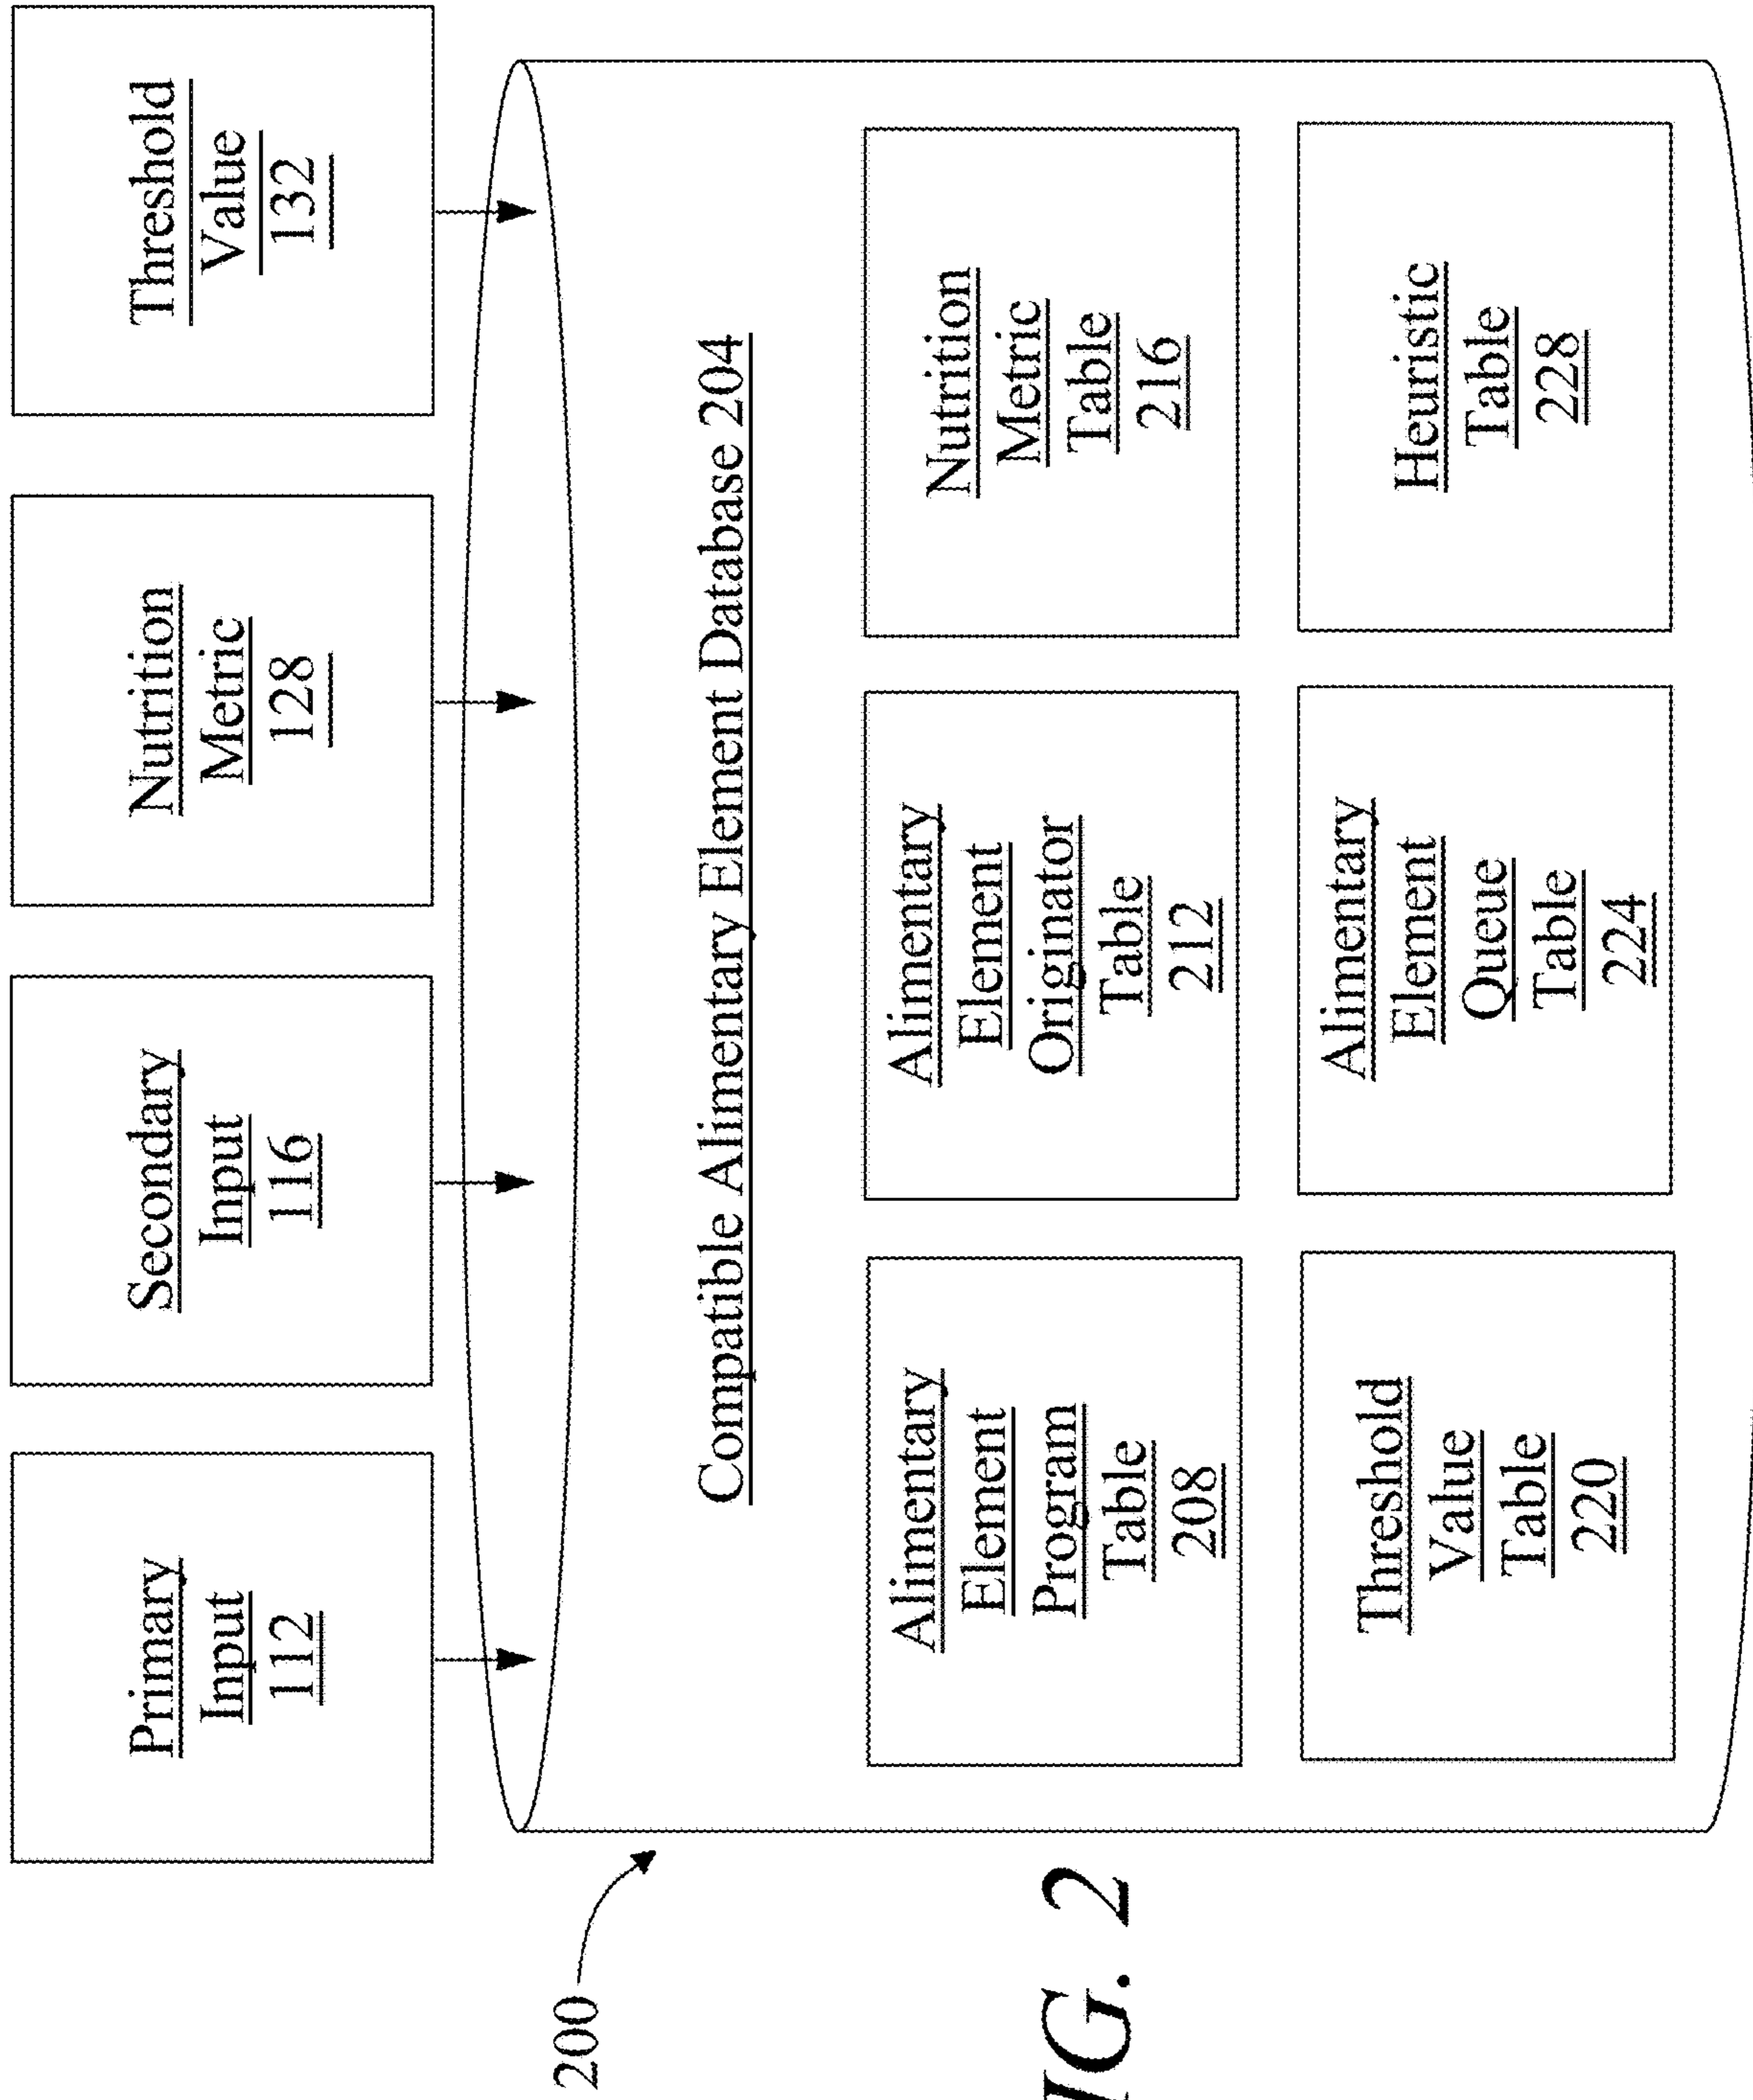 Primary
Input
112
Secondary
Input
116
Nutrition
Metric
128
Threshold
Value
132
200
Compatible Alimentary Element Database 204
Alimentary
Element
Program
Table
208
Alimentary
Element
Originator
Table
212
Nutrition
Metric
Table
216
Threshold
Value
Table
220
Alimentary
Element
Queue
Table
224
Heuristic
Table
228
IG. 2